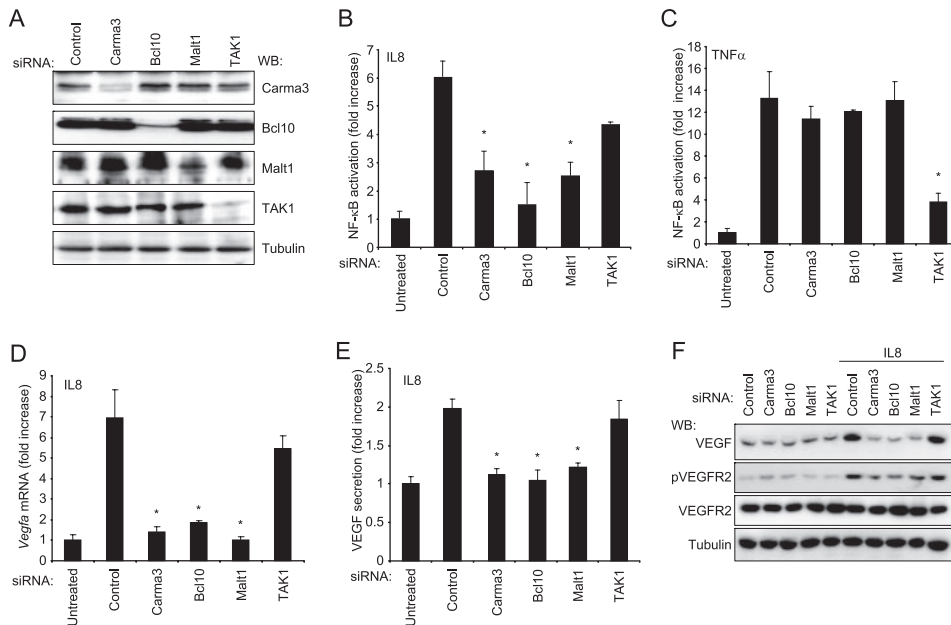 A
siRNA:
Control
Carma3
Bcl10
Malt1
TAK1
WB:
Carma3
Bcl10
Malt1
TAK1
Tubulin
B
IL8
NF-κB activation (fold increase)
7
6
5
4
3
2
1
0
*
*
*
siRNA:
Untreated
Control
Carma3
Bcl10
Malt1
TAK1
C
TNFα
NF-κB activation (fold increase)
20
18
16
14
12
10
8
6
4
2
0
*
siRNA:
Untreated
Control
Carma3
Bcl10
Malt1
TAK1
D
IL8
Vegfa mRNA (fold increase)
9
8
7
6
5
4
3
2
1
0
*
*
*
siRNA:
Untreated
Control
Carma3
Bcl10
Malt1
TAK1
E
IL8
VEGF secretion (fold increase)
2.5
2
1.5
1
0.5
0
*
*
*
siRNA:
Untreated
Control
Carma3
Bcl10
Malt1
TAK1
F
IL8
siRNA:
Control
Carma3
Bcl10
Malt1
TAK1
Control
Carma3
Bcl10
Malt1
TAK1
WB:
VEGF
pVEGFR2
VEGFR2
Tubulin